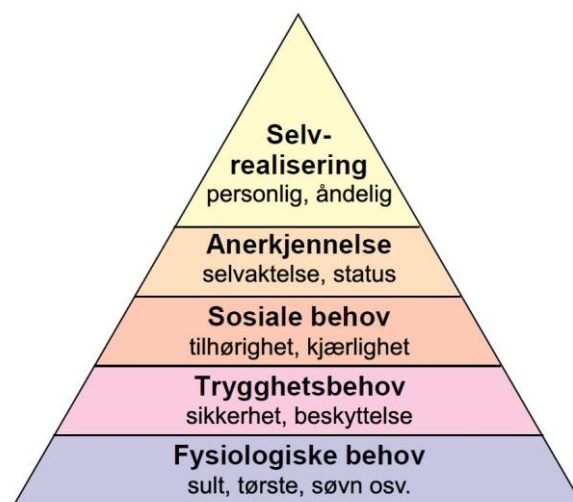 Selv-
realisering
personlig, åndelig
Anerkjennelse
selvaktelse, status
Sosiale behov
tilhørighet, kjærlighet
Trygghetsbehov
sikkerhet, beskyttelse
Fysiologiske behov
sult, tørste, søvn osv.